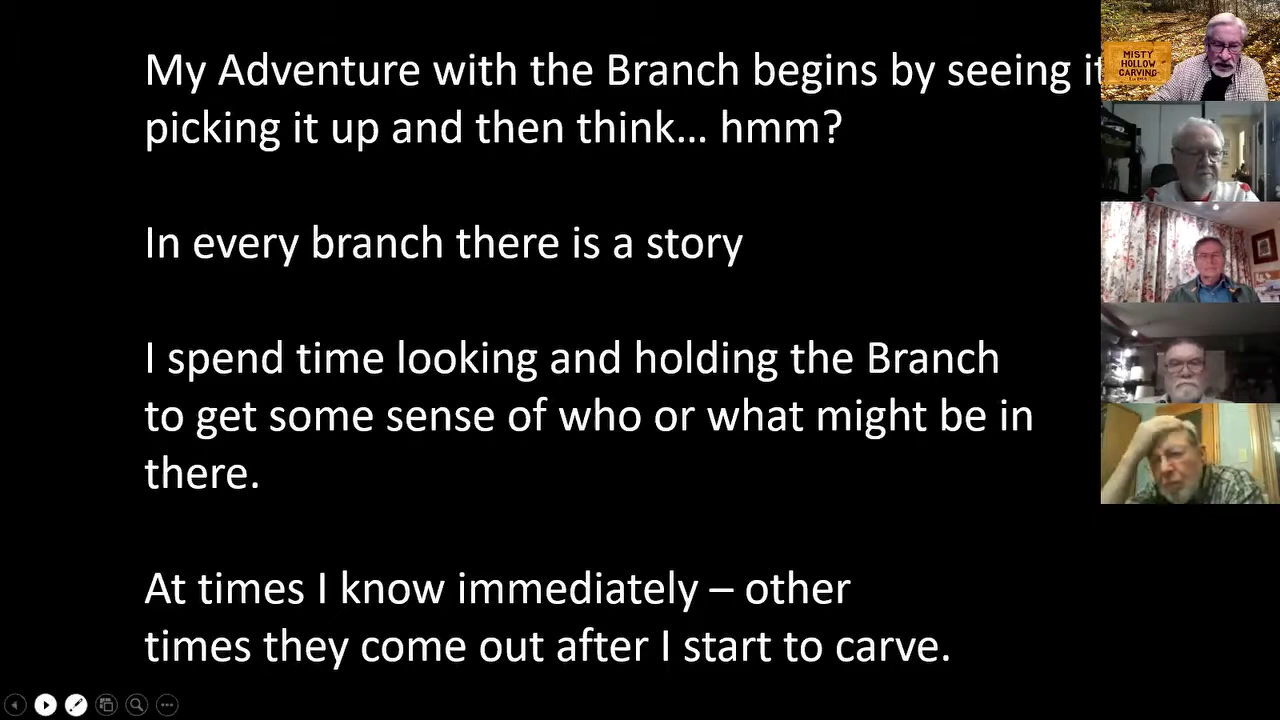 My Adventure with the Branch begins by seeing it
picking it up and then think... hmm?
In every branch there is a story
I spend time looking and holding the Branch
to get some sense of who or what might be in
there.
At times I know immediately – other
times they come out after I start to carve.
MISTY
HOLLOW
CARVING